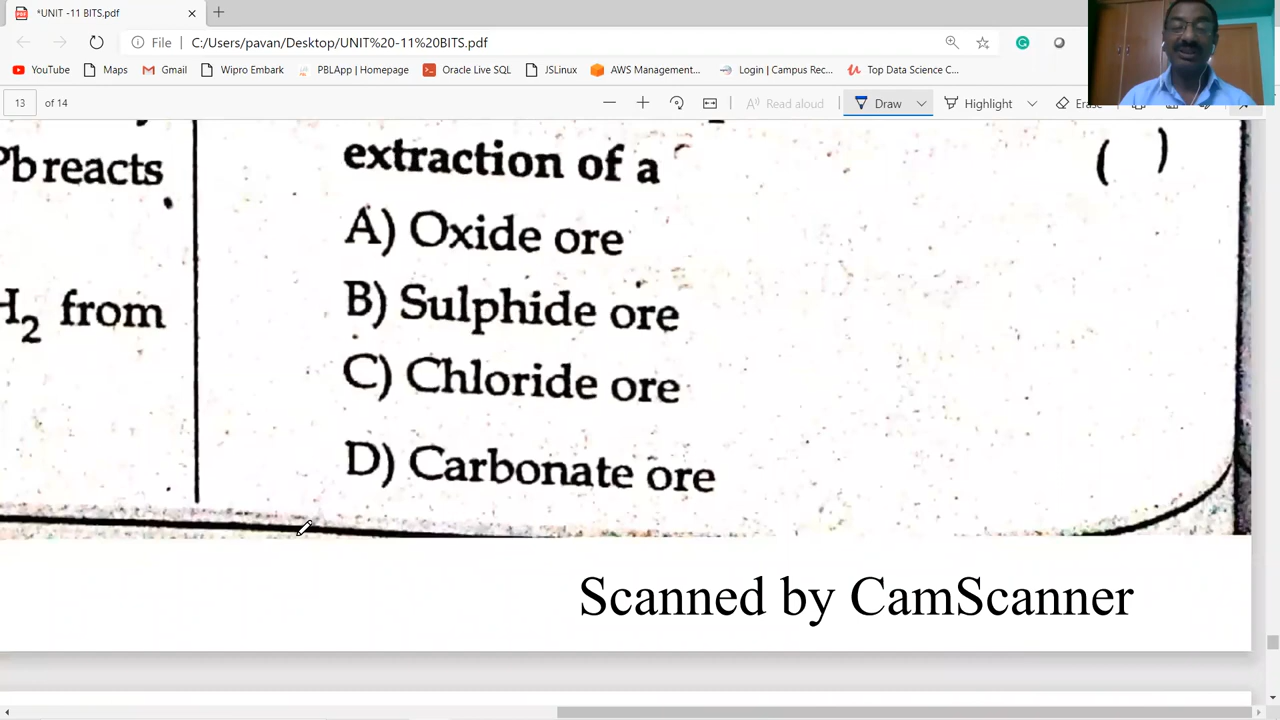 *UNIT -11 BITS.pdf
File | C:/Users/pavan/Desktop/UNIT%20-11%20BITS.pdf
YouTube Maps Gmail Wipro Embark PBLApp | Homepage Oracle Live SQL JSLinux AWS Management... Login | Campus Rec... Top Data Science C...
13 of 14 Read aloud Draw Highlight
Pb reacts
H2 from
extraction of a ( )
A) Oxide ore
B) Sulphide ore
C) Chloride ore
D) Carbonate ore
Scanned by CamScanner